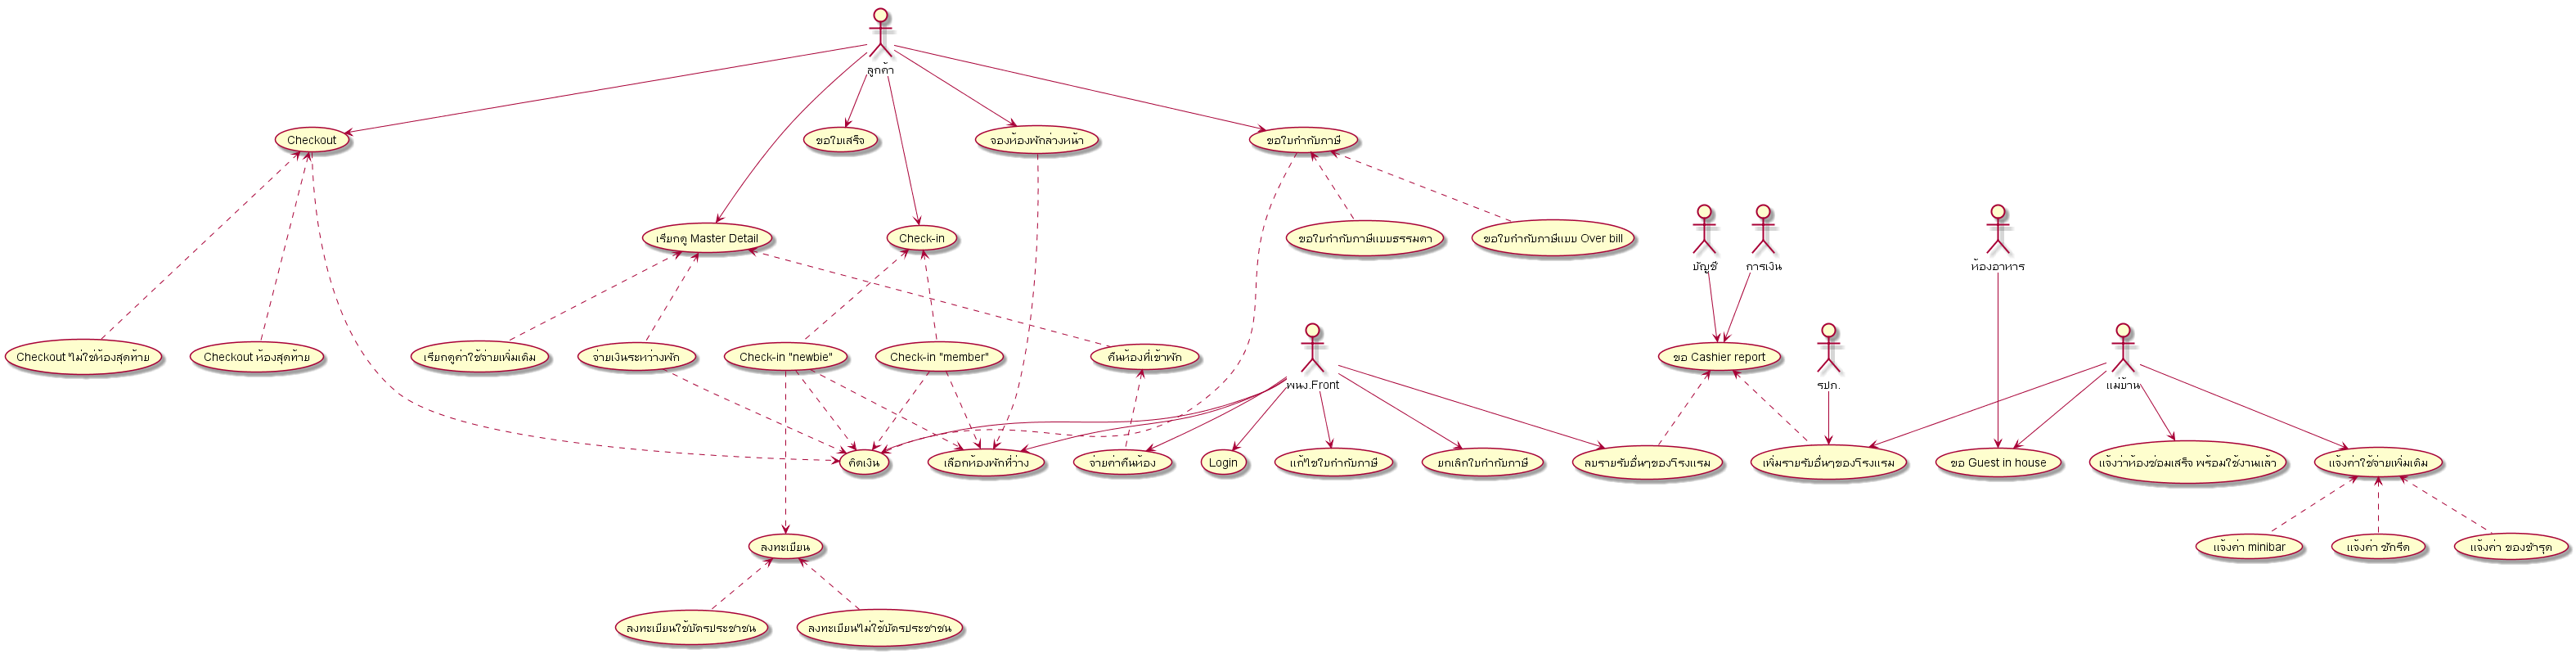 ลูกค้า
Checkout
ขอใบเสร็จ
จองห้องพักล่วงหน้า
ขอใบกำกับภาษี
เรียกดู Master Detail
Check-in
ขอใบกำกับภาษีแบบธรรมดา
ขอใบกำกับภาษีแบบ Over bill
บัญชี
การเงิน
ห้องอาหาร
Checkout ไม่ใช่ห้องสุดท้าย
Checkout ห้องสุดท้าย
เรียกดูค่าใช้จ่ายเพิ่มเติม
จ่ายเงินระหว่างพัก
Check-in "newbie"
Check-in "member"
คืนห้องที่เข้าพัก
พนง.Front
ขอ Cashier report
รปภ.
แม่บ้าน
คิดเงิน
เลือกห้องพักที่ว่าง
จ่ายค่าคืนห้อง
Login
แก้ไขใบกำกับภาษี
ยกเลิกใบกำกับภาษี
ลบรายรับอื่นๆของโรงแรม
เพิ่มรายรับอื่นๆของโรงแรม
ขอ Guest in house
แจ้งว่าห้องซ่อมเสร็จ พร้อมใช้งานแล้ว
แจ้งค่าใช้จ่ายเพิ่มเติม
ลงทะเบียน
แจ้งค่า minibar
แจ้งค่า ซักรีด
แจ้งค่า ของชำรุด
ลงทะเบียนใช้บัตรประชาชน
ลงทะเบียนไม่ใช้บัตรประชาชน